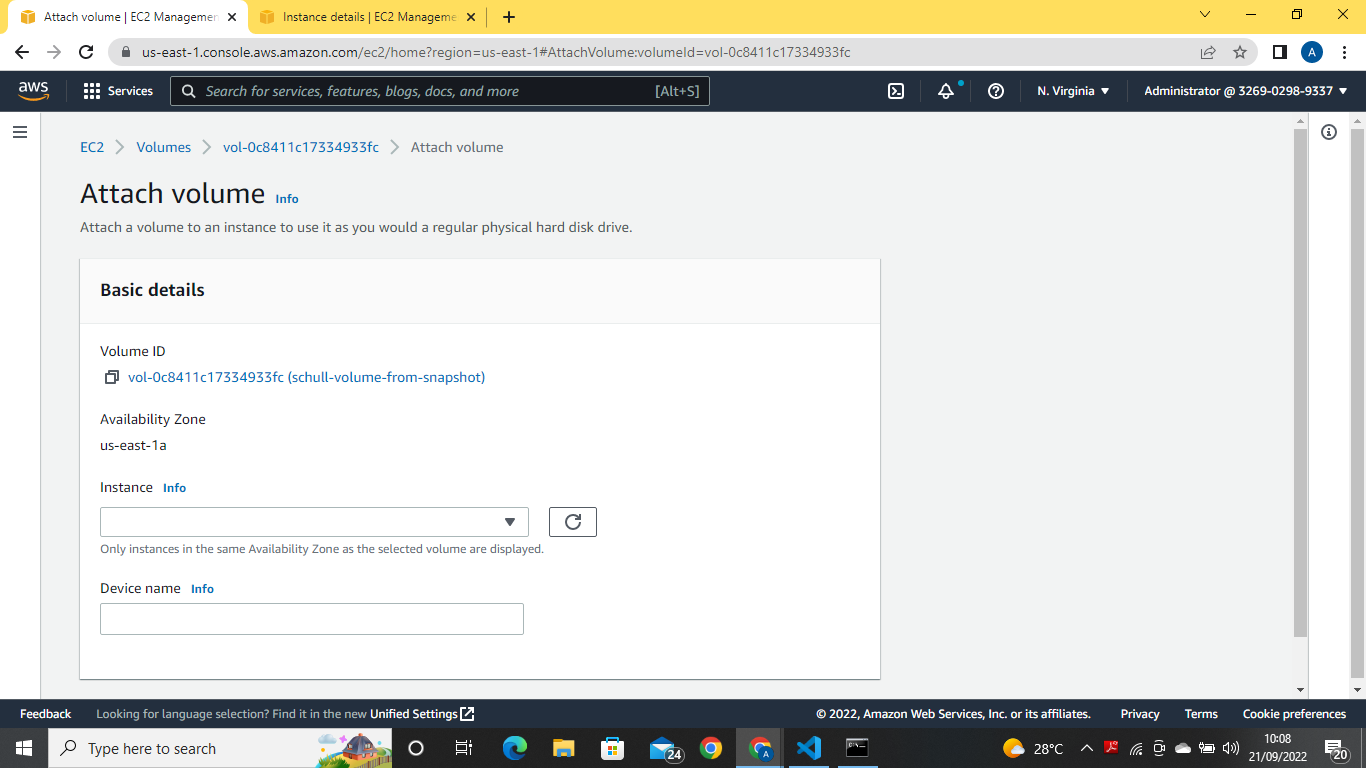 Attach volume | EC2 Managemen
Instance details | EC2 Manageme
us-east-1.console.aws.amazon.com/ec2/home?region=us-east-1#AttachVolume:volumeId=vol-0c8411c17334933fc
A
aws
Services
Search for services, features, blogs, docs, and more
[Alt+S]
N. Virginia
Administrator @ 3269-0298-9337
EC2
Volumes
vol-0c8411c17334933fc
Attach volume
Attach volume Info
Attach a volume to an instance to use it as you would a regular physical hard disk drive.
Basic details
Volume ID
vol-0c8411c17334933fc (schull-volume-from-snapshot)
Availability Zone
us-east-1a
Instance Info
Only instances in the same Availability Zone as the selected volume are displayed.
Device name Info
Feedback
Looking for language selection? Find it in the new Unified Settings
© 2022, Amazon Web Services, Inc. or its affiliates.
Privacy
Terms
Cookie preferences
Type here to search
24
A
28°C
10:08
21/09/2022
20